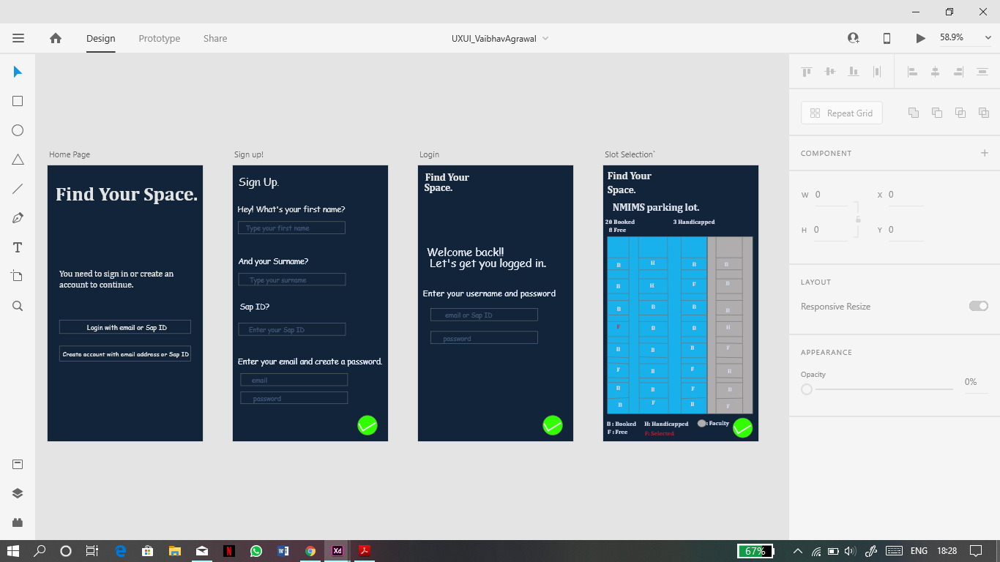 Design
Prototype
Share
UXUI_VaibhavAgrawal
58.9%
Repeat Grid
COMPONENT
W 0
X 0
H 0
Y 0
LAYOUT
Responsive Resize
APPEARANCE
Opacity
0%
T
Home Page
Find Your Space.
You need to sign in or create an
account to continue.
Login with email or Sap ID
Create account with email address or Sap ID
Sign up!
Sign Up.
Hey! What's your first name?
Type your first name
And your Surname?
Type your surname
Sap ID?
Enter your Sap ID
Enter your email and create a password.
email
password
Login
Find Your
Space.
Welcome back!!
Let's get you logged in.
Enter your username and password
email or Sap ID
password
Slot Selection`
Find Your
Space.
NMIMS parking lot.
20 Booked 3 Handicapped
8 Free
B H B B
B H F B
B B B B
F B B H
B B B F
F B F B
B B F B
B F B F
B : Booked H: Handicapped : Faculty
F : Free F: Selected
N
W
Xd
67%
ENG
18:28